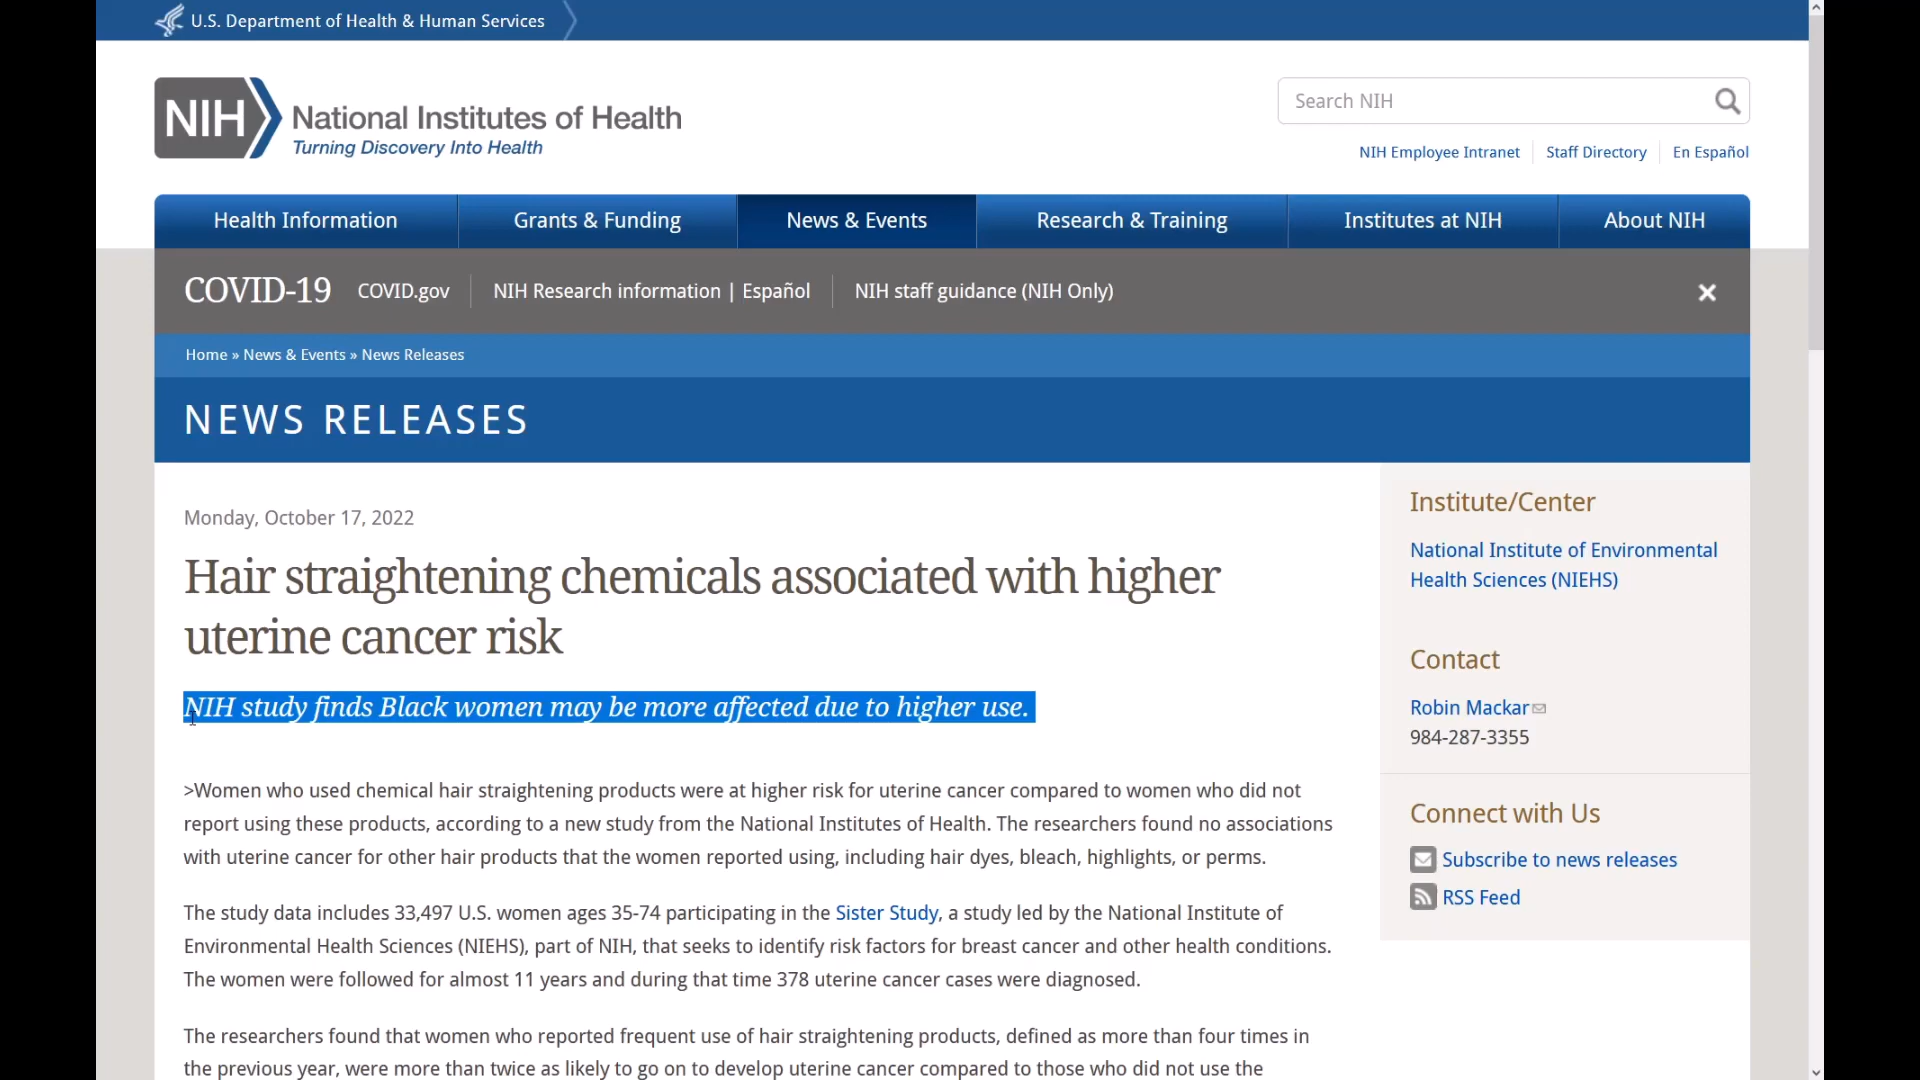 U.S. Department of Health & Human Services
NIH National Institutes of Health
Turning Discovery Into Health
Search NIH
NIH Employee Intranet Staff Directory En Español
Health Information Grants & Funding News & Events Research & Training Institutes at NIH About NIH
COVID-19 COVID.gov NIH Research information | Español NIH staff guidance (NIH Only)
Home » News & Events » News Releases
NEWS RELEASES
Monday, October 17, 2022
Hair straightening chemicals associated with higher
uterine cancer risk
NIH study finds Black women may be more affected due to higher use.
>Women who used chemical hair straightening products were at higher risk for uterine cancer compared to women who did not
report using these products, according to a new study from the National Institutes of Health. The researchers found no associations
with uterine cancer for other hair products that the women reported using, including hair dyes, bleach, highlights, or perms.
The study data includes 33,497 U.S. women ages 35-74 participating in the Sister Study, a study led by the National Institute of
Environmental Health Sciences (NIEHS), part of NIH, that seeks to identify risk factors for breast cancer and other health conditions.
The women were followed for almost 11 years and during that time 378 uterine cancer cases were diagnosed.
The researchers found that women who reported frequent use of hair straightening products, defined as more than four times in
the previous year, were more than twice as likely to go on to develop uterine cancer compared to those who did not use the
Institute/Center
National Institute of Environmental
Health Sciences (NIEHS)
Contact
Robin Mackar
984-287-3355
Connect with Us
Subscribe to news releases
RSS Feed